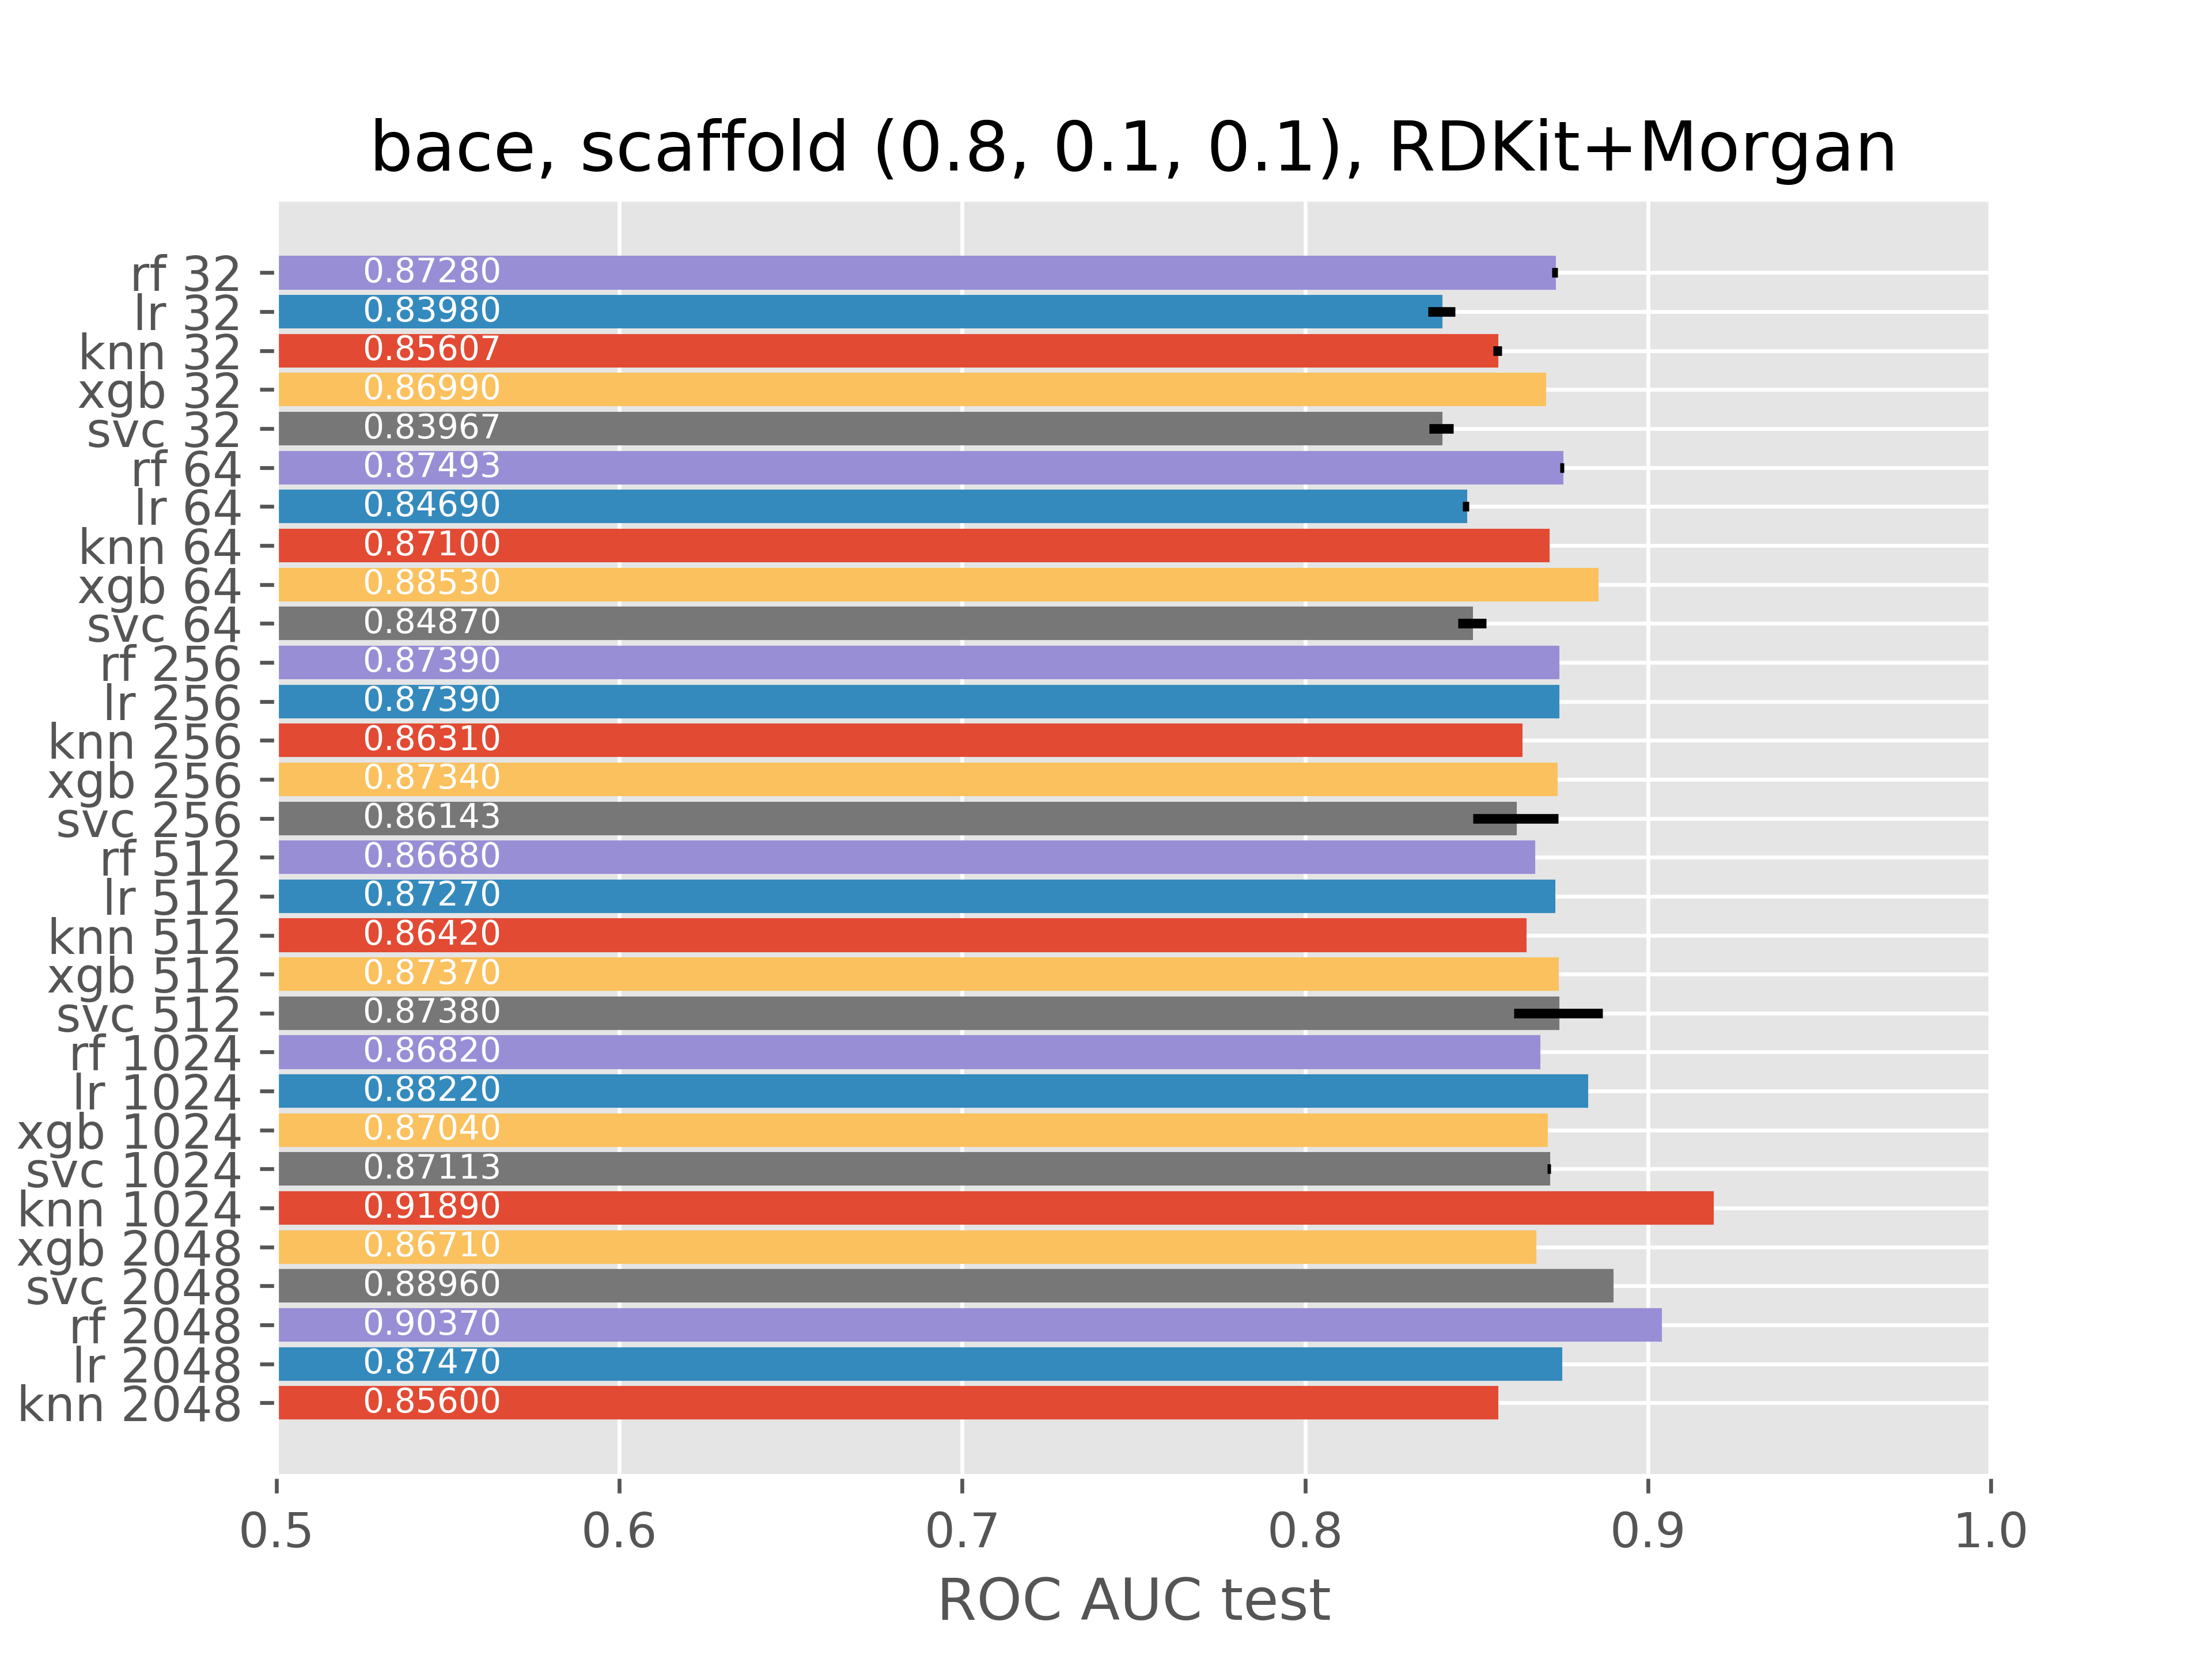 bace, scaffold (0.8, 0.1, 0.1), RDKit+Morgan
rf 32 0.87280
lr 32 0.83980
knn 32 0.85607
xgb 32 0.86990
svc 32 0.83967
rf 64 0.87493
lr 64 0.84690
knn 64 0.87100
xgb 64 0.88530
svc 64 0.84870
rf 256 0.87390
lr 256 0.87390
knn 256 0.86310
xgb 256 0.87340
svc 256 0.86143
rf 512 0.86680
lr 512 0.87270
knn 512 0.86420
xgb 512 0.87370
svc 512 0.87380
rf 1024 0.86820
lr 1024 0.88220
xgb 1024 0.87040
svc 1024 0.87113
knn 1024 0.91890
xgb 2048 0.86710
svc 2048 0.88960
rf 2048 0.90370
lr 2048 0.87470
knn 2048 0.85600
0.5 0.6 0.7 0.8 0.9 1.0
ROC AUC test